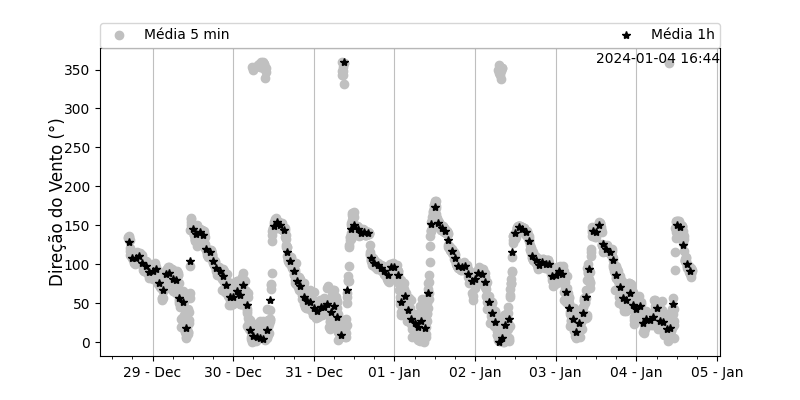 Média 5 min
Média 1h
2024-01-04 16:44
Direção do Vento (°)
350
300
250
200
150
100
50
0
29 - Dec
30 - Dec
31 - Dec
01 - Jan
02 - Jan
03 - Jan
04 - Jan
05 - Jan